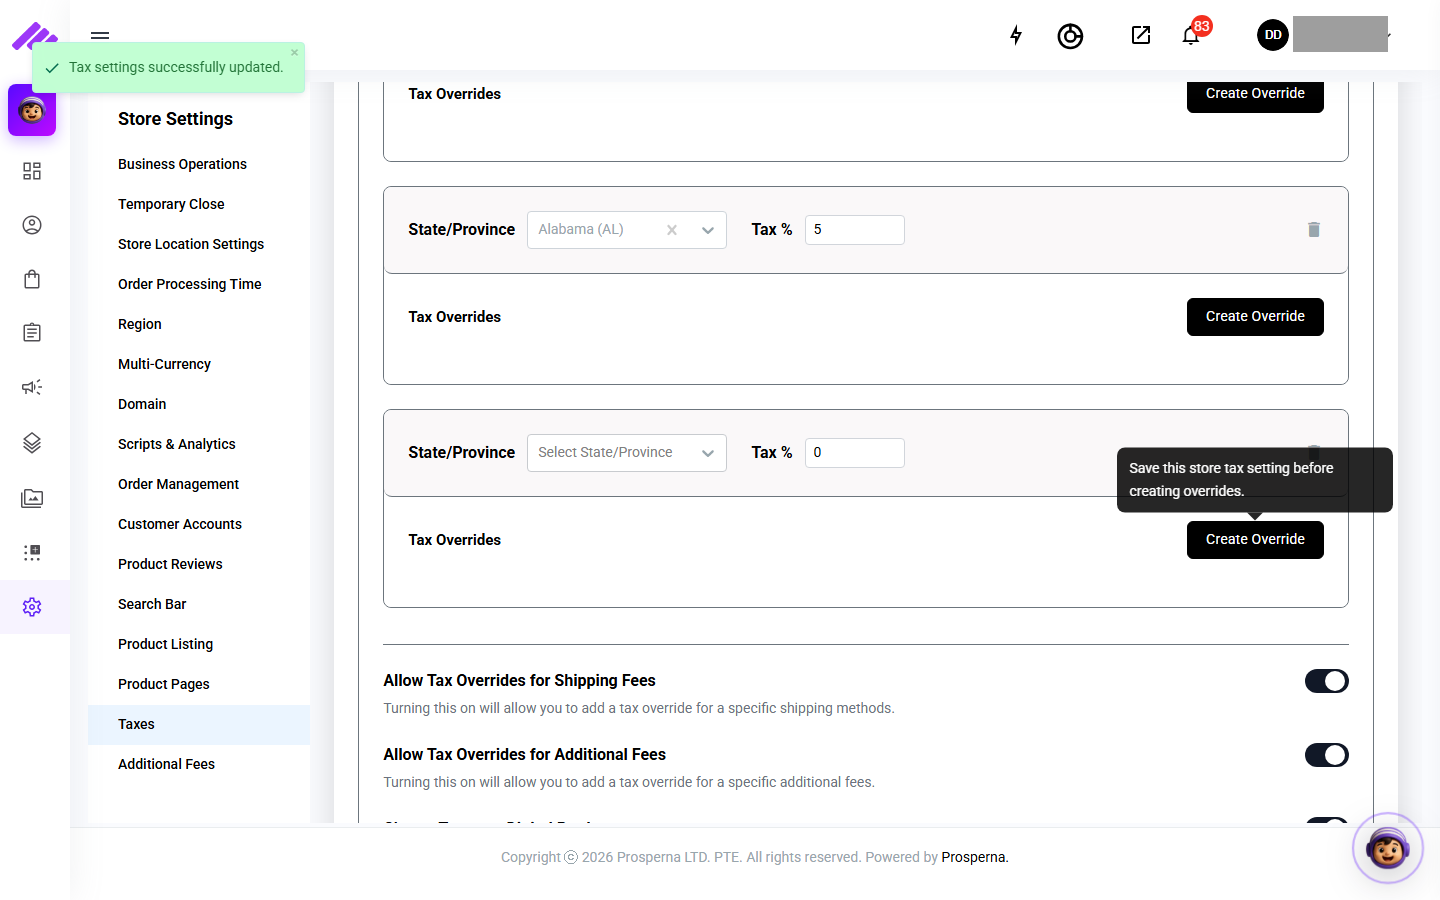 83
DD
× 
Tax settings successfully updated.
Store Settings
Business Operations
Temporary Close
Store Location Settings
Order Processing Time
Region
Multi-Currency
Domain
Scripts & Analytics
Order Management
Customer Accounts
Product Reviews
Search Bar
Product Listing
Product Pages
Taxes
Additional Fees
Tax Overrides
Create Override
State/Province Alabama (AL) Tax % 5
Tax Overrides
Create Override
State/Province Select State/Province Tax % 0
Save this store tax setting before
creating overrides.
Tax Overrides
Create Override
Allow Tax Overrides for Shipping Fees
Turning this on will allow you to add a tax override for a specific shipping methods.
Allow Tax Overrides for Additional Fees
Turning this on will allow you to add a tax override for a specific additional fees.
Copyright © 2026 Prosperna LTD. PTE. All rights reserved. Powered by Prosperna.